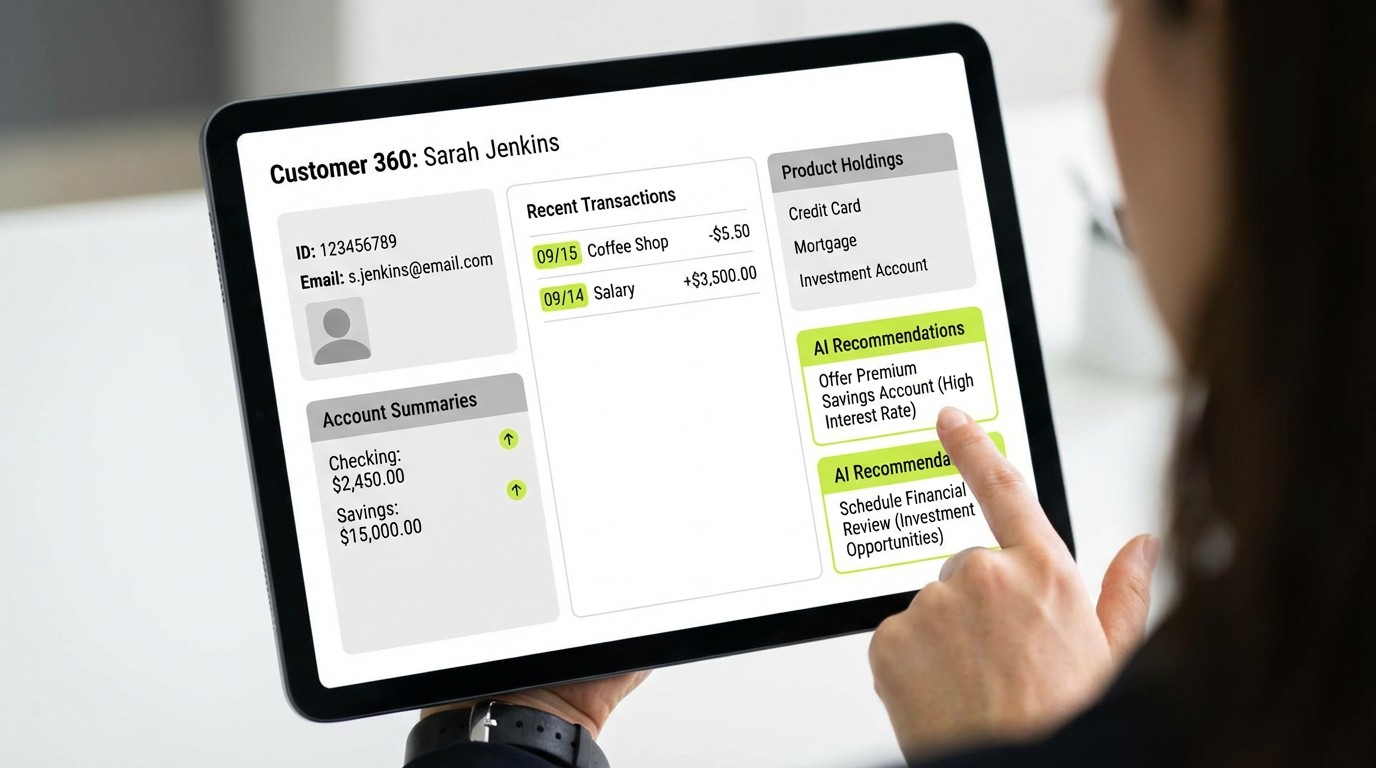 Customer 360: Sarah Jenkins
ID: 123456789
Email: s.jenkins@email.com
Account Summaries
Checking:
$2,450.00
Savings:
$15,000.00
Recent Transactions
09/15 Coffee Shop -$5.50
09/14 Salary +$3,500.00
Product Holdings
Credit Card
Mortgage
Investment Account
AI Recommendations
Offer Premium
Savings Account (High
Interest Rate)
AI Recommenda
Schedule Financial
Review (Investment
Opportunities)